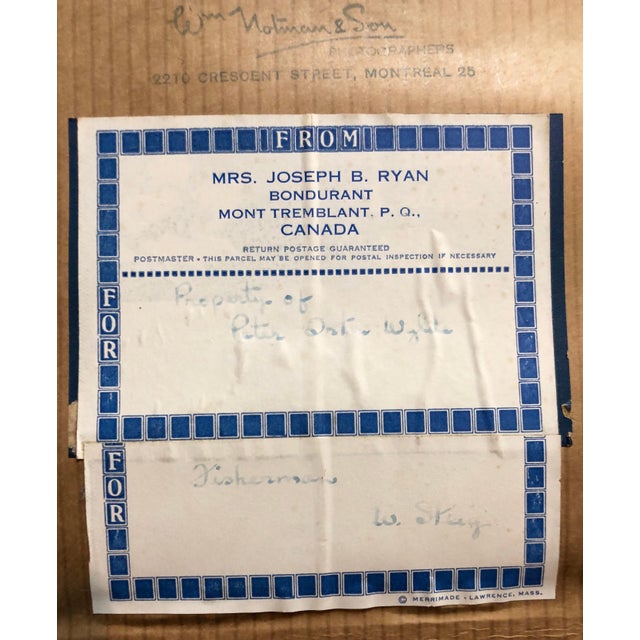 Wm Notman & Son
PHOTOGRAPHERS
2210 CRESCENT STREET, MONTREAL 25
FROM
MRS. JOSEPH B. RYAN
BONDURANT
MONT TREMBLANT, P. Q.,
CANADA
RETURN POSTAGE GUARANTEED
POSTMASTER • THIS PARCEL MAY BE OPENED FOR POSTAL INSPECTION IF NECESSARY
FOR
Property of
Peter
FOR
Fisherman
W. Steig
© MERRIMADE • LAWRENCE, MASS.